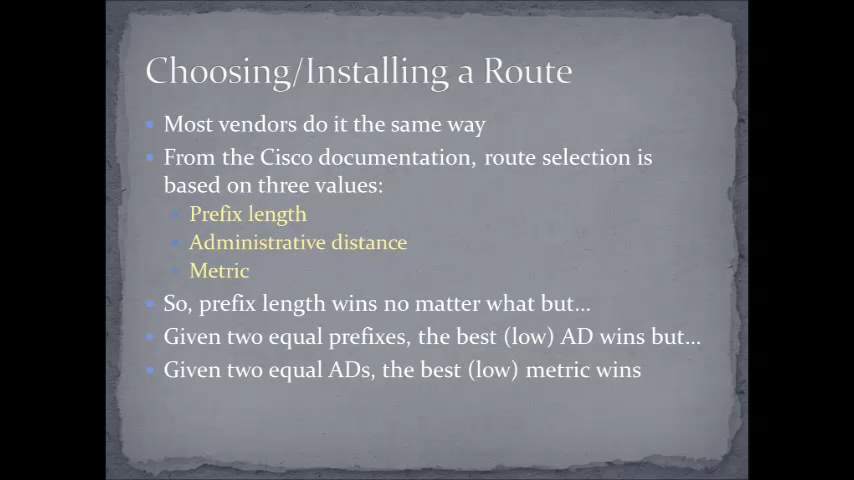 Choosing/Installing a Route
Most vendors do it the same way
From the Cisco documentation, route selection is
based on three values:
Prefix length
Administrative distance
Metric
So, prefix length wins no matter what but...
Given two equal prefixes, the best (low) AD wins but...
Given two equal ADs, the best (low) metric wins